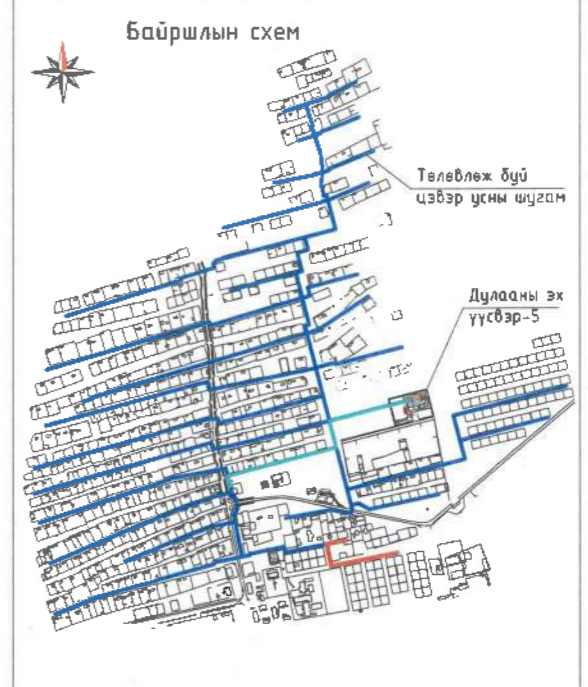 Байршлын схем
Төлөвлөж буй
цэвэр усны шугам
Дулааны эх
үүсвэр-5